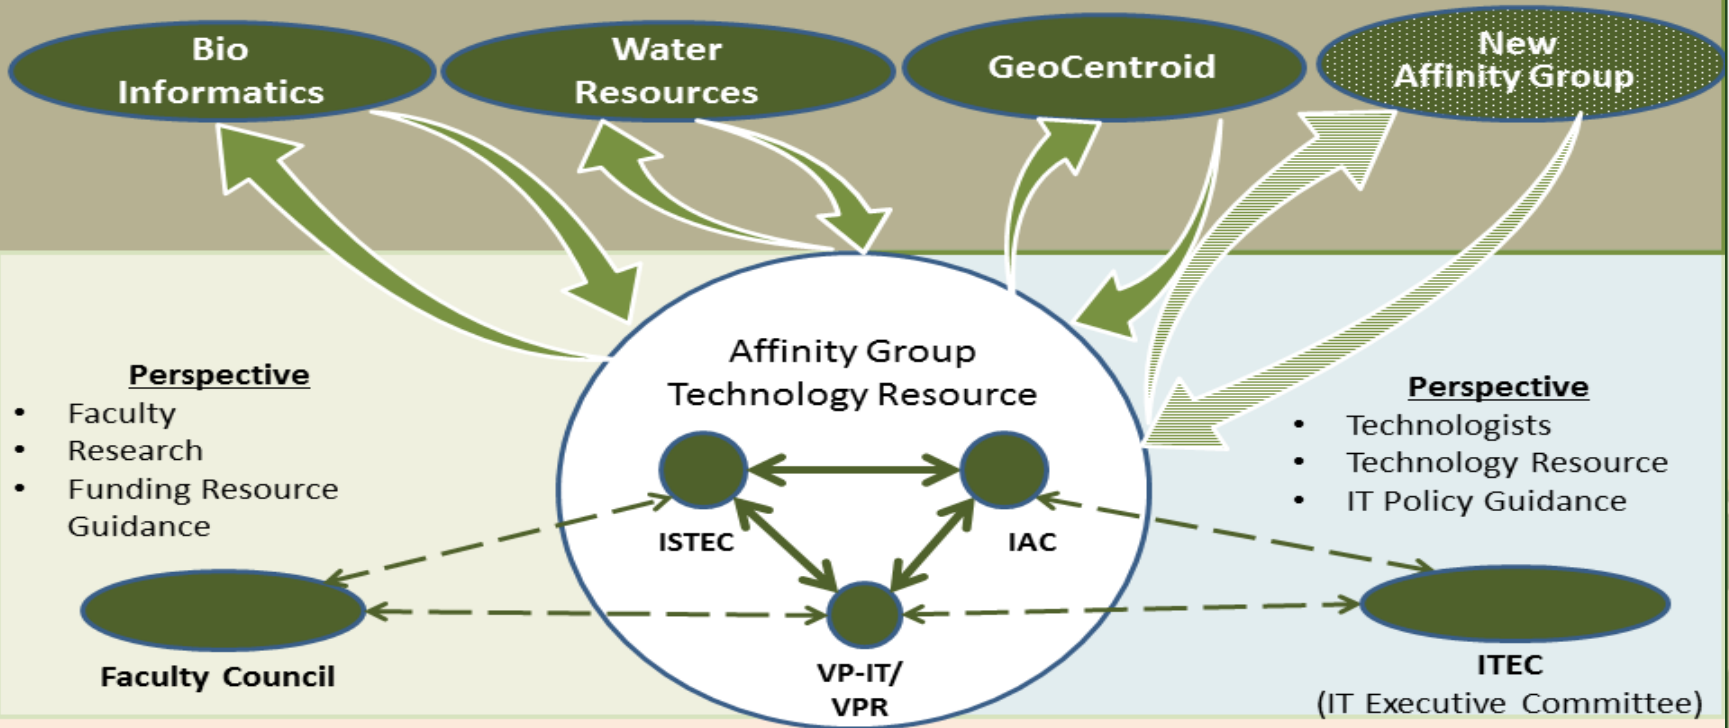 Bio
Informatics
Water
Resources
GeoCentroid
New
Affinity Group
Affinity Group
Technology Resource
Perspective
• Faculty
• Research
• Funding Resource
Guidance
Perspective
• Technologists
• Technology Resource
• IT Policy Guidance
ISTEC
IAC
Faculty Council
VP-IT/
VPR
ITEC
(IT Executive Committee)